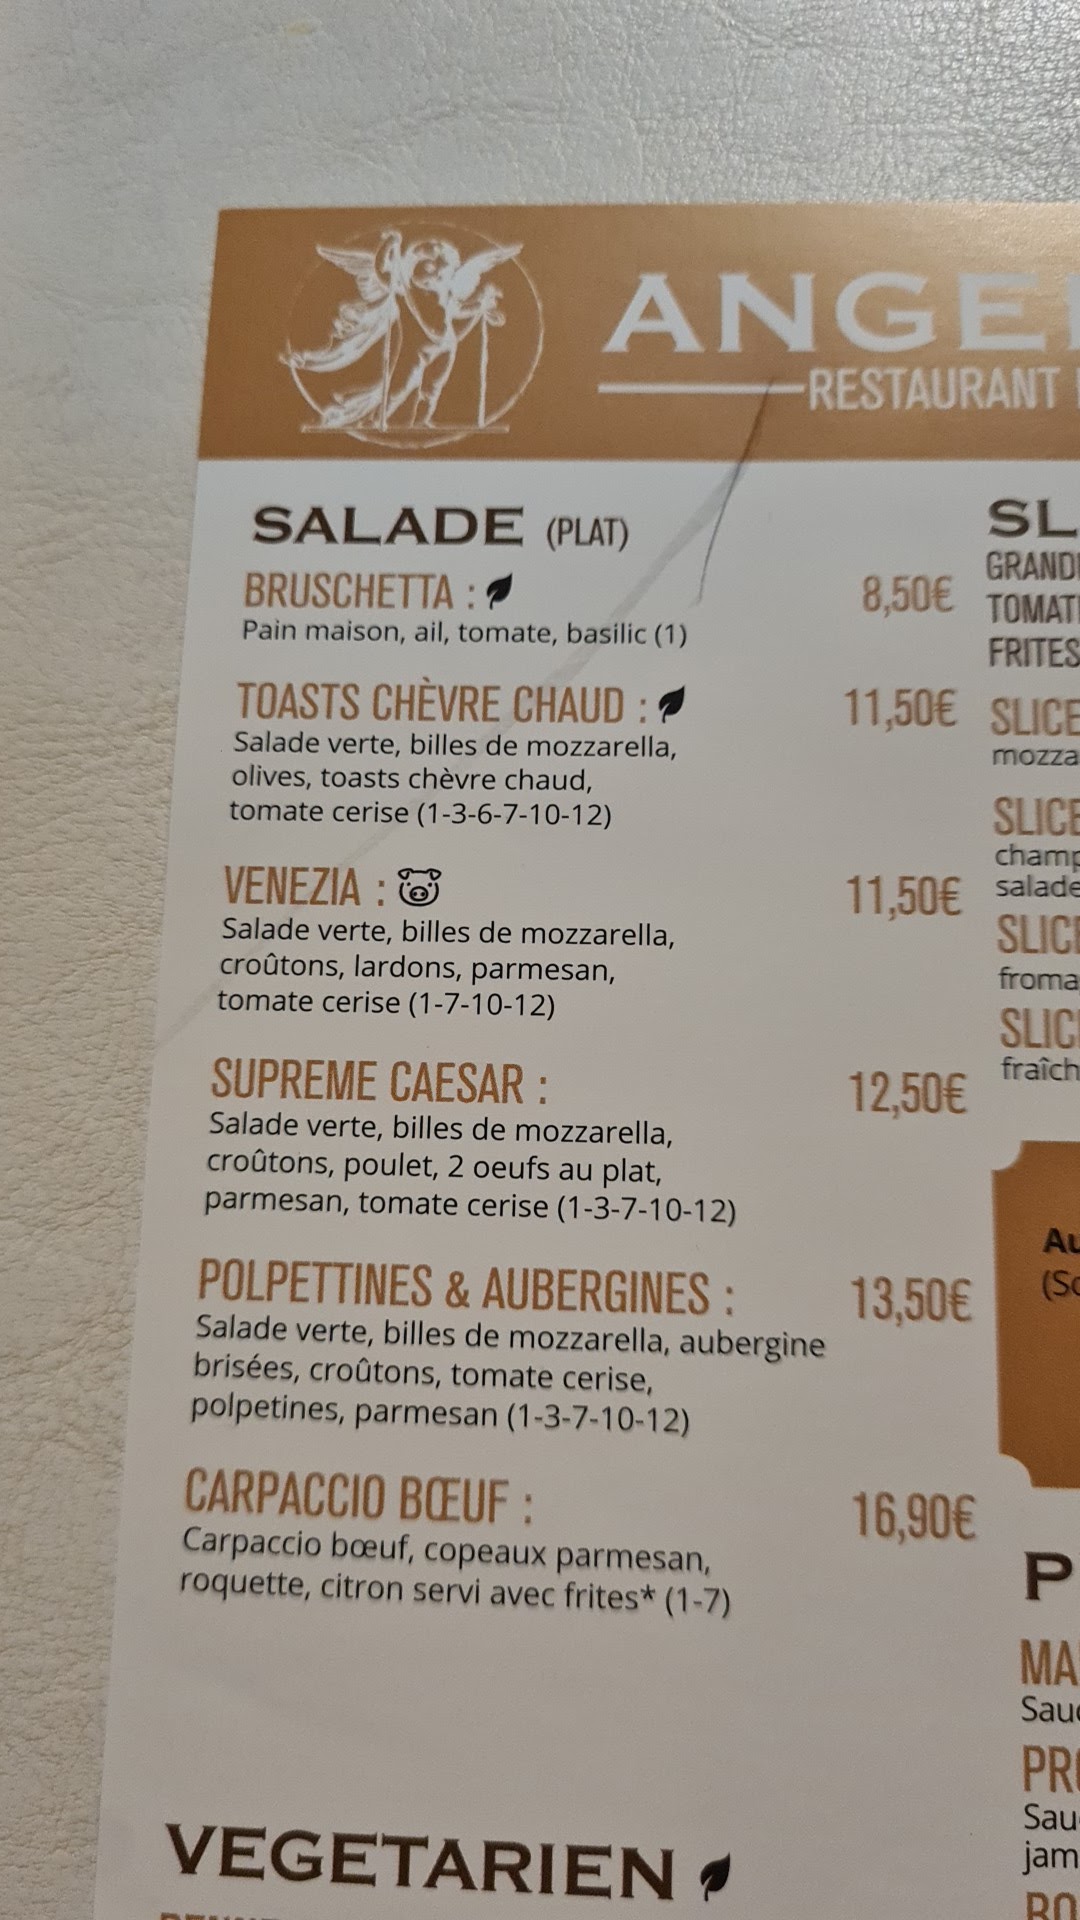 ANGE
RESTAURANT
SALADE (PLAT)
BRUSCHETTA : 8,50€
Pain maison, ail, tomate, basilic (1)
TOASTS CHÈVRE CHAUD : 11,50€
Salade verte, billes de mozzarella,
olives, toasts chèvre chaud,
tomate cerise (1-3-6-7-10-12)
VENEZIA : 11,50€
Salade verte, billes de mozzarella,
croûtons, lardons, parmesan,
tomate cerise (1-7-10-12)
SUPREME CAESAR : 12,50€
Salade verte, billes de mozzarella,
croûtons, poulet, 2 oeufs au plat,
parmesan, tomate cerise (1-3-7-10-12)
POLPETTINES & AUBERGINES : 13,50€
Salade verte, billes de mozzarella, aubergine
brisées, croûtons, tomate cerise,
polpetines, parmesan (1-3-7-10-12)
CARPACCIO BŒUF : 16,90€
Carpaccio bœuf, copeaux parmesan,
roquette, citron servi avec frites* (1-7)
VEGETARIEN
SL
GRAND
TOMAT
FRITES
SLICE
mozza
SLICE
champ
salade
SLIC
froma
SLIC
fraîch
Au
(So
P
MA
Sau
PR
Sau
jam